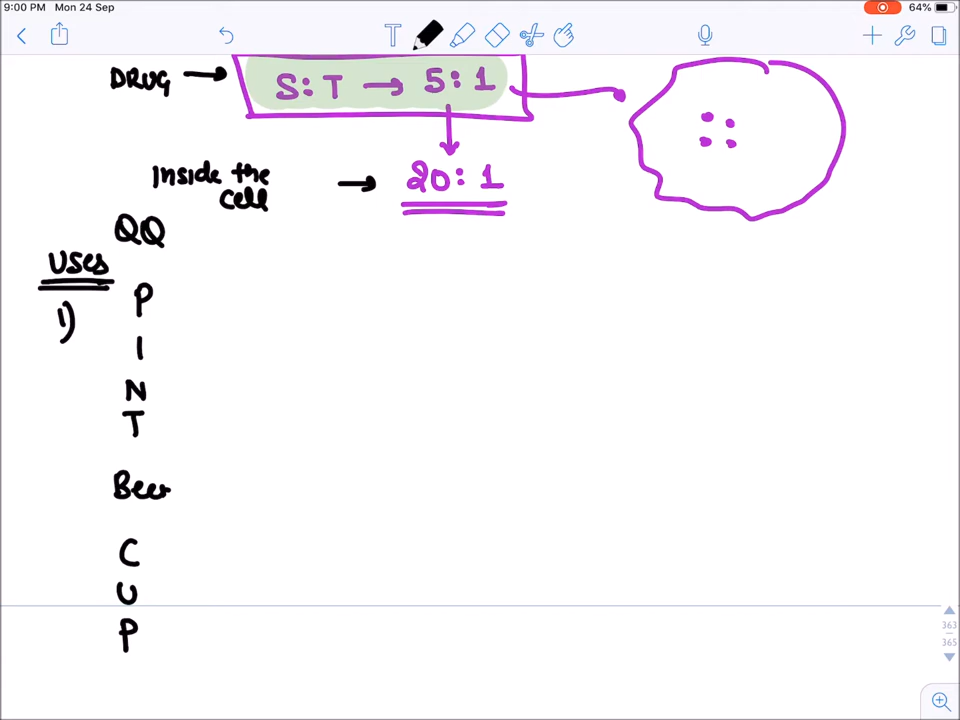 9:00 PM Mon 24 Sep
64%
T
DRUG → S:T → 5:1
Inside the
cell → 20:1
QQ
Uses
1) P
I
N
T
Beer
C
U
P
363
365